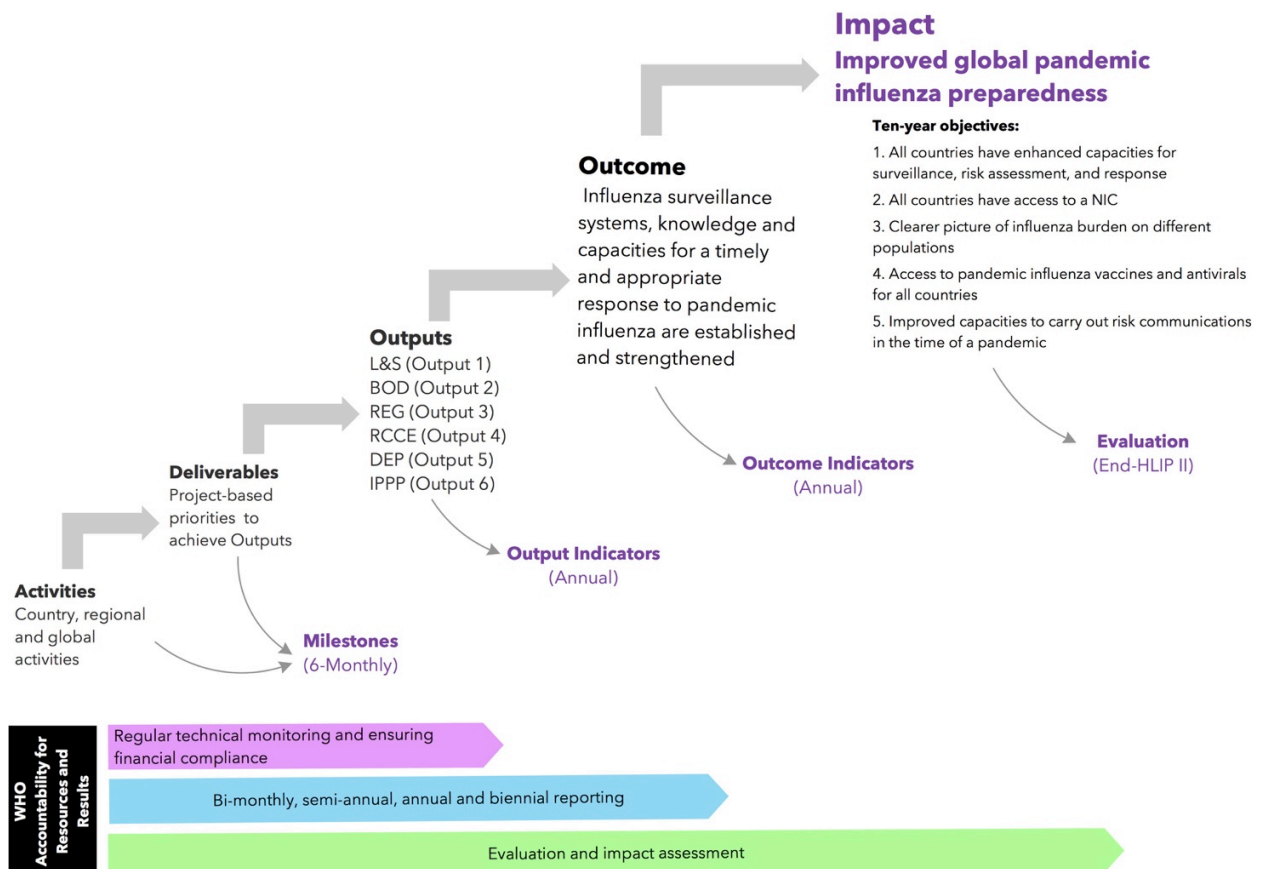 Impact
Improved global pandemic
influenza preparedness
Ten-year objectives:
1. All countries have enhanced capacities for
surveillance, risk assessment, and response
2. All countries have access to a NIC
3. Clearer picture of influenza burden on different
populations
4. Access to pandemic influenza vaccines and antivirals
for all countries
5. Improved capacities to carry out risk communications
in the time of a pandemic
Evaluation
(End-HLIP II)
Outcome
Influenza surveillance
systems, knowledge and
capacities for a timely
and appropriate
response to pandemic
influenza are established
and strengthened
Outcome Indicators
(Annual)
Outputs
L&S (Output 1)
BOD (Output 2)
REG (Output 3)
RCCE (Output 4)
DEP (Output 5)
IPPP (Output 6)
Output Indicators
(Annual)
Deliverables
Project-based
priorities to
achieve Outputs
Activities
Country, regional
and global
activities
Milestones
(6-Monthly)
WHO
Accountability for
Resources and
Results
Regular technical monitoring and ensuring
financial compliance
Bi-monthly, semi-annual, annual and biennial reporting
Evaluation and impact assessment